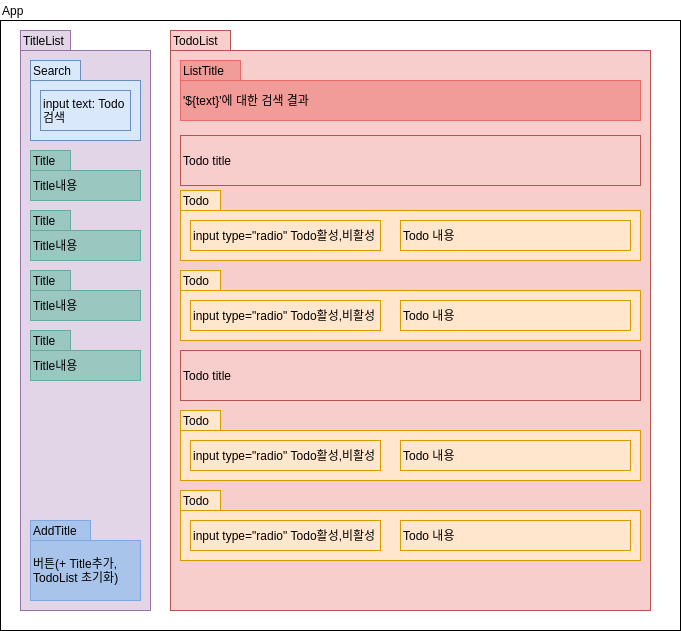 App
TitleList
Search
input text: Todo
검색
Title
Title내용
Title
Title내용
Title
Title내용
Title
Title내용
AddTitle
버튼(+ Title추가,
TodoList 초기화)
TodoList
ListTitle
'${text}'에 대한 검색 결과
Todo title
Todo
input type="radio" Todo활성,비활성
Todo 내용
Todo
input type="radio" Todo활성,비활성
Todo 내용
Todo title
Todo
input type="radio" Todo활성,비활성
Todo 내용
Todo
input type="radio" Todo활성,비활성
Todo 내용